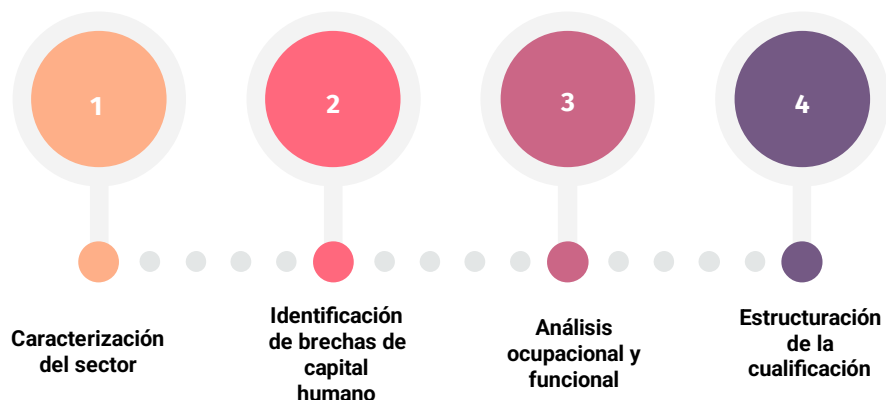 1
2
3
4
Caracterización
del sector
Identificación
de brechas de
capital
humano
Análisis
ocupacional y
funcional
Estructuración
de la
cualificación